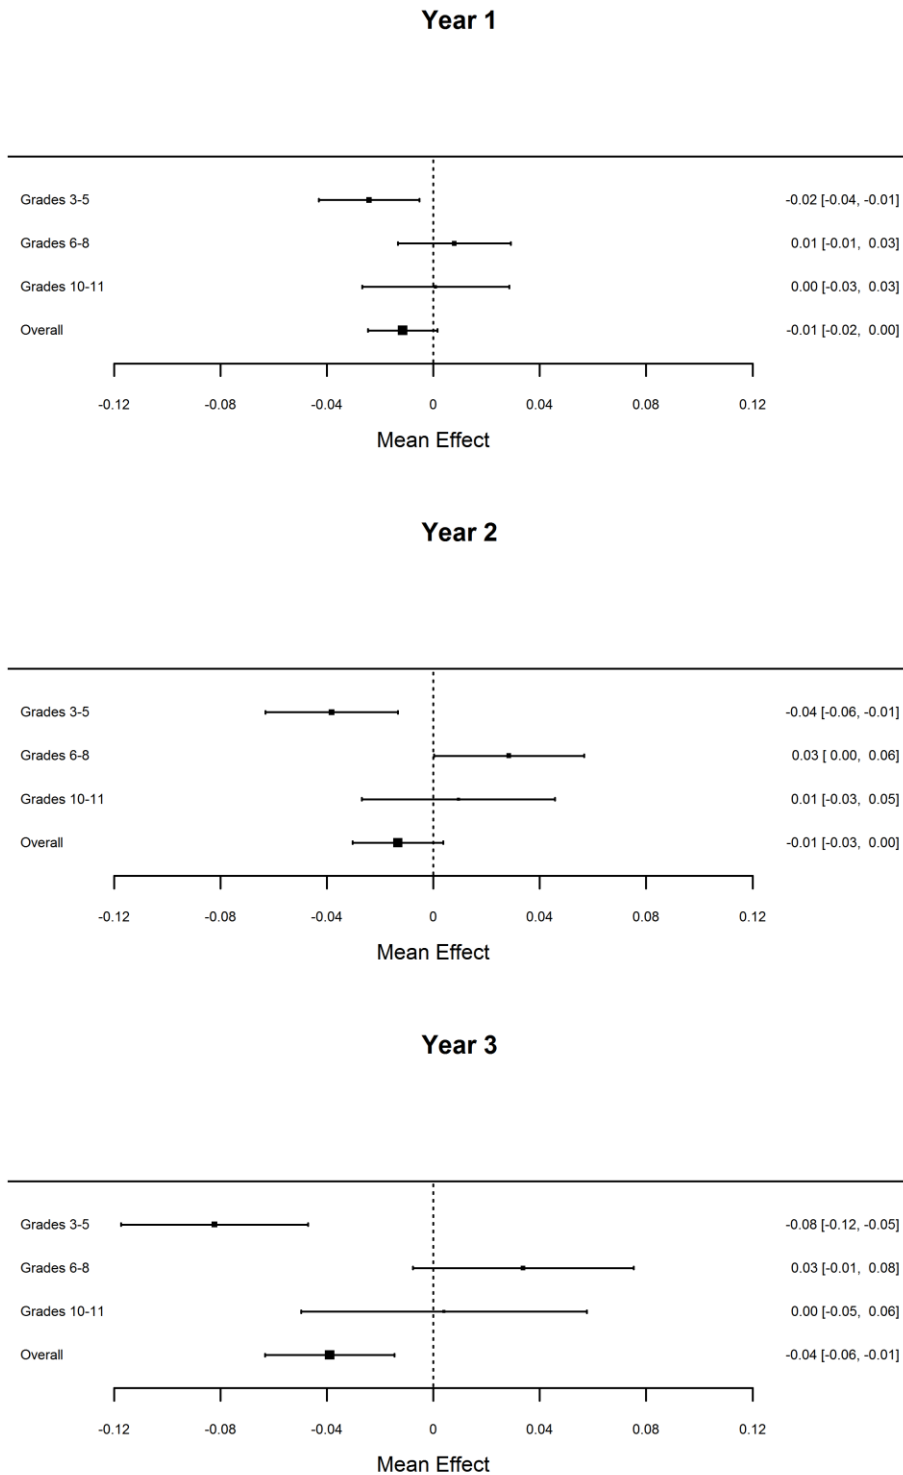 Year 1
Grades 3-5 -0.02 [-0.04, -0.01]
Grades 6-8 0.01 [-0.01, 0.03]
Grades 10-11 0.00 [-0.03, 0.03]
Overall -0.01 [-0.02, 0.00]
-0.12 -0.08 -0.04 0 0.04 0.08 0.12
Mean Effect
Year 2
Grades 3-5 -0.04 [-0.06, -0.01]
Grades 6-8 0.03 [ 0.00, 0.06]
Grades 10-11 0.01 [-0.03, 0.05]
Overall -0.01 [-0.03, 0.00]
-0.12 -0.08 -0.04 0 0.04 0.08 0.12
Mean Effect
Year 3
Grades 3-5 -0.08 [-0.12, -0.05]
Grades 6-8 0.03 [-0.01, 0.08]
Grades 10-11 0.00 [-0.05, 0.06]
Overall -0.04 [-0.06, -0.01]
-0.12 -0.08 -0.04 0 0.04 0.08 0.12
Mean Effect